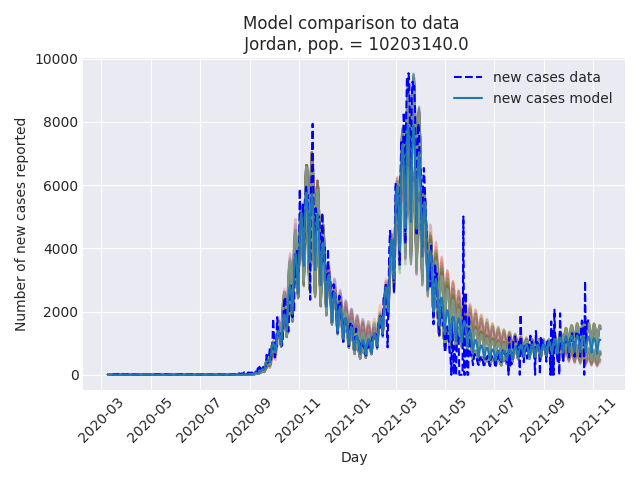 Model comparison to data
Jordan, pop. = 10203140.0
new cases data
new cases model
Number of new cases reported
10000
8000
6000
4000
2000
0
2020-03
2020-05
2020-07
2020-09
2020-11
2021-01
2021-03
2021-05
2021-07
2021-09
2021-11
Day